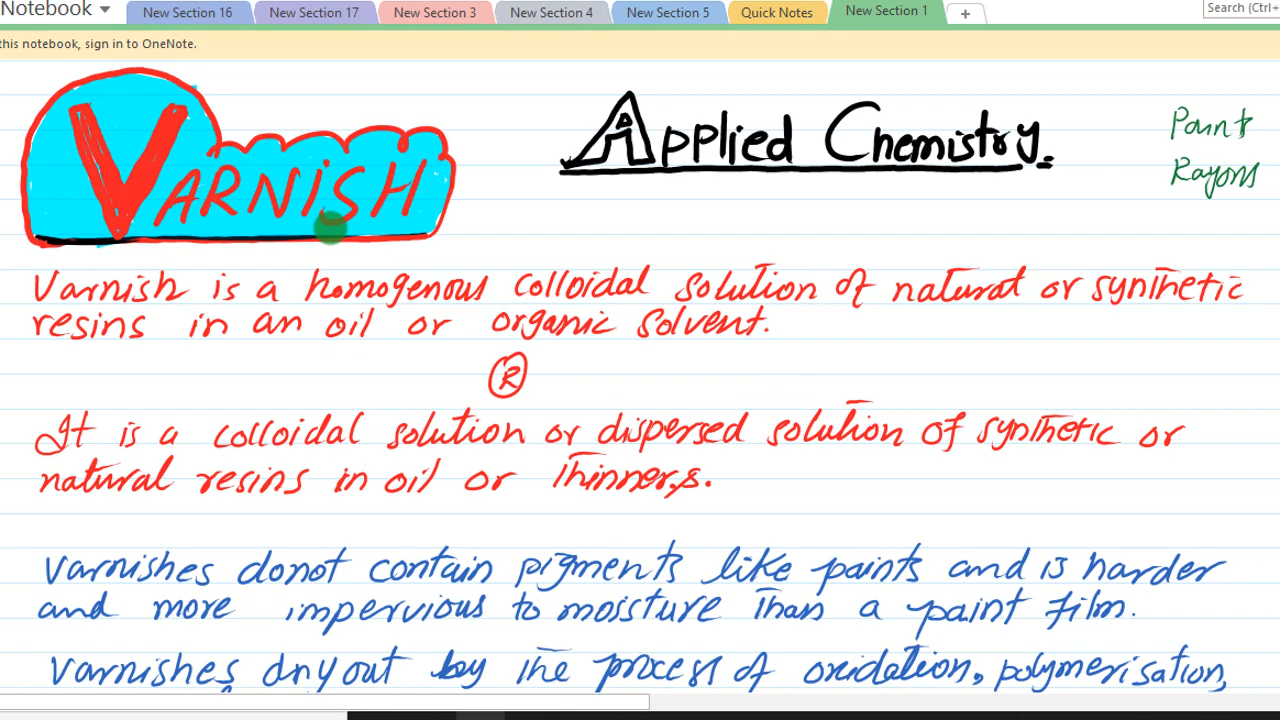 Notebook
New Section 16
New Section 17
New Section 3
New Section 4
New Section 5
Quick Notes
New Section 1
+
Search (Ctrl+
this notebook, sign in to OneNote.
VARNISH
Applied Chemistry.
Paint
Rayons
Varnish is a homogenous colloidal solution of natural or synthetic
resins in an oil or organic solvent.
R
It is a colloidal solution or dispersed solution of synthetic or
natural resins in oil or Thinner.s.
Varnishes donot contain pigments like paints and is harder
and more impervious to moisture Than a paint film.
Varnishes dry out by The process of oxidation, polymerisation,